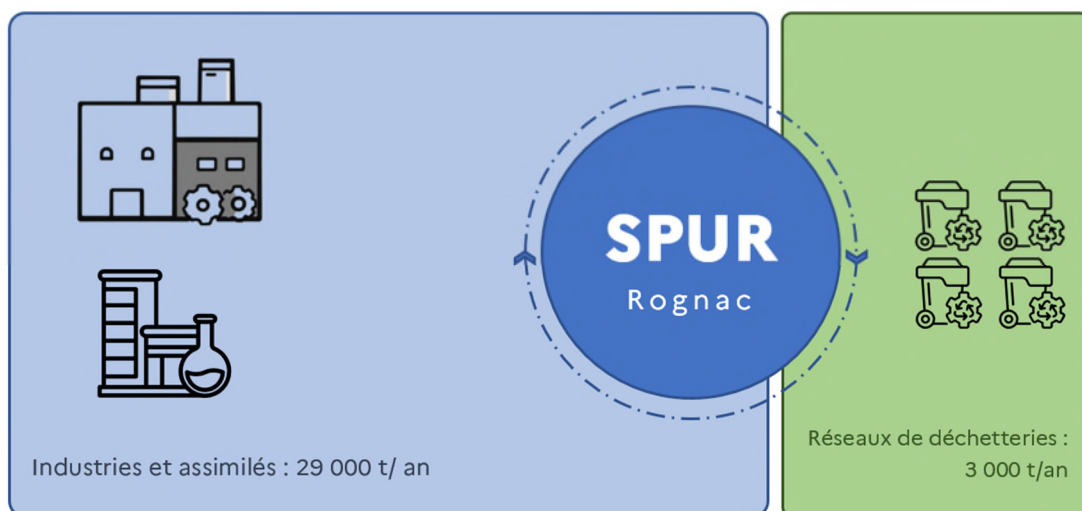 SPUR
Rognac
Industries et assimilés : 29 000 t/ an
Réseaux de déchetteries :
3 000 t/an